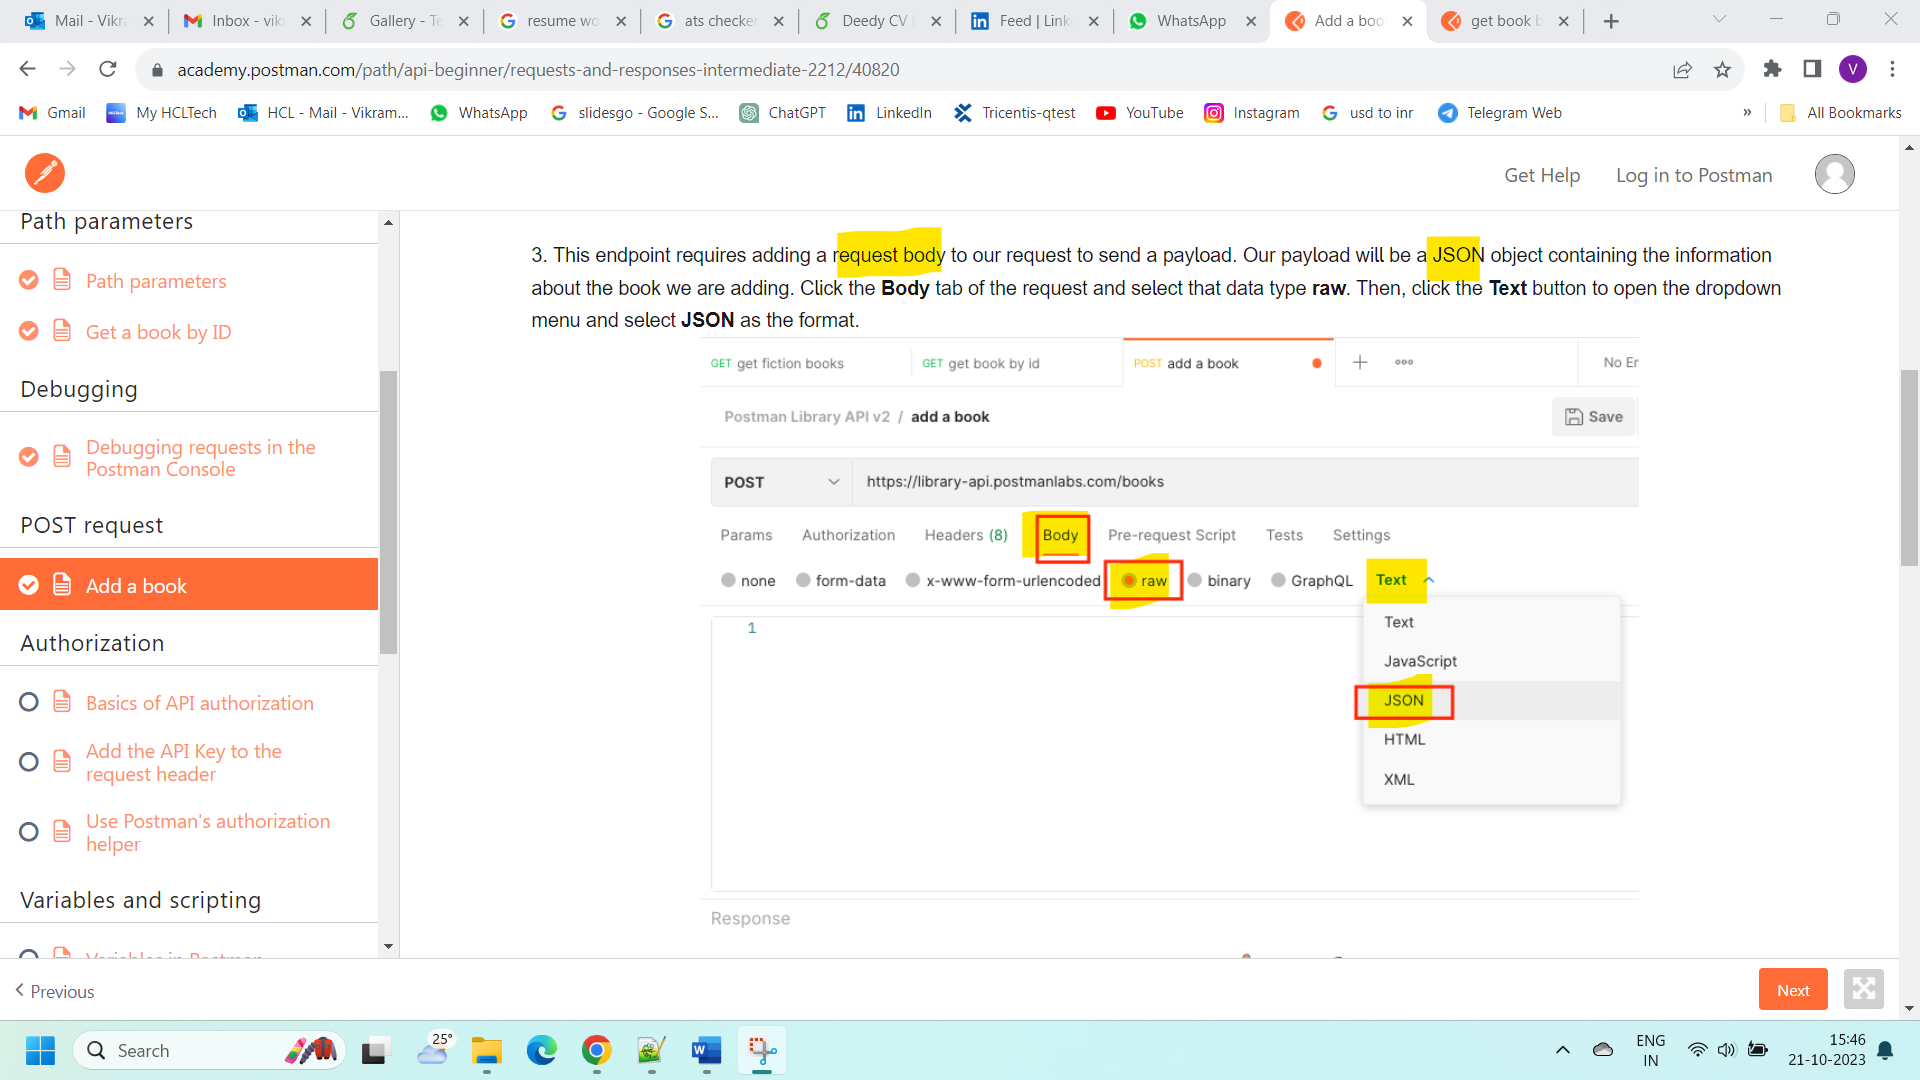 Mail - Vikra
Inbox - vik
Gallery - Te
resume wo
ats checke
Deedy CV
Feed | Link
WhatsApp
Add a boo
get book b
academy.postman.com/path/api-beginner/requests-and-responses-intermediate-2212/40820
V
Gmail
My HCLTech
HCL - Mail - Vikram...
WhatsApp
slidesgo - Google S...
ChatGPT
LinkedIn
Tricentis-qtest
YouTube
Instagram
usd to inr
Telegram Web
»
All Bookmarks
Get Help
Log in to Postman
Path parameters
Path parameters
Get a book by ID
Debugging
Debugging requests in the
Postman Console
POST request
Add a book
Authorization
Basics of API authorization
Add the API Key to the
request header
Use Postman's authorization
helper
Variables and scripting
Variables in Postman
3. This endpoint requires adding a request body to our request to send a payload. Our payload will be a JSON object containing the information
about the book we are adding. Click the Body tab of the request and select that data type raw. Then, click the Text button to open the dropdown
menu and select JSON as the format.
GET get fiction books
GET get book by id
POST add a book
No Er
Postman Library API v2 / add a book
Save
POST
https://library-api.postmanlabs.com/books
Params
Authorization
Headers (8)
Body
Pre-request Script
Tests
Settings
none
form-data
x-www-form-urlencoded
raw
binary
GraphQL
Text
1
Text
JavaScript
JSON
HTML
XML
Response
Previous
Next
Search
25°
ENG
IN
15:46
21-10-2023